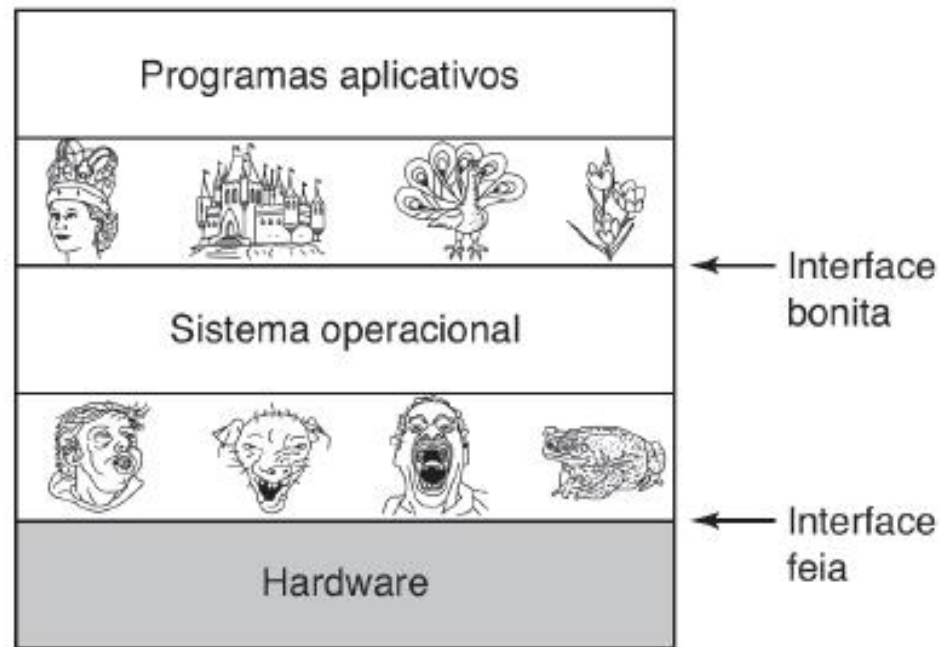 Programas aplicativos
Interface
bonita
Sistema operacional
Interface
feia
Hardware